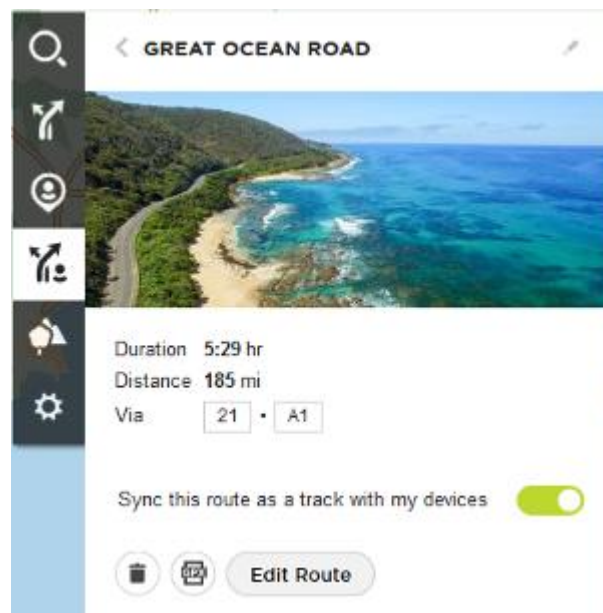 GREAT OCEAN ROAD
Duration 5:29 hr
Distance 185 mi
Via 21 • A1
Sync this route as a track with my devices
GPX Edit Route